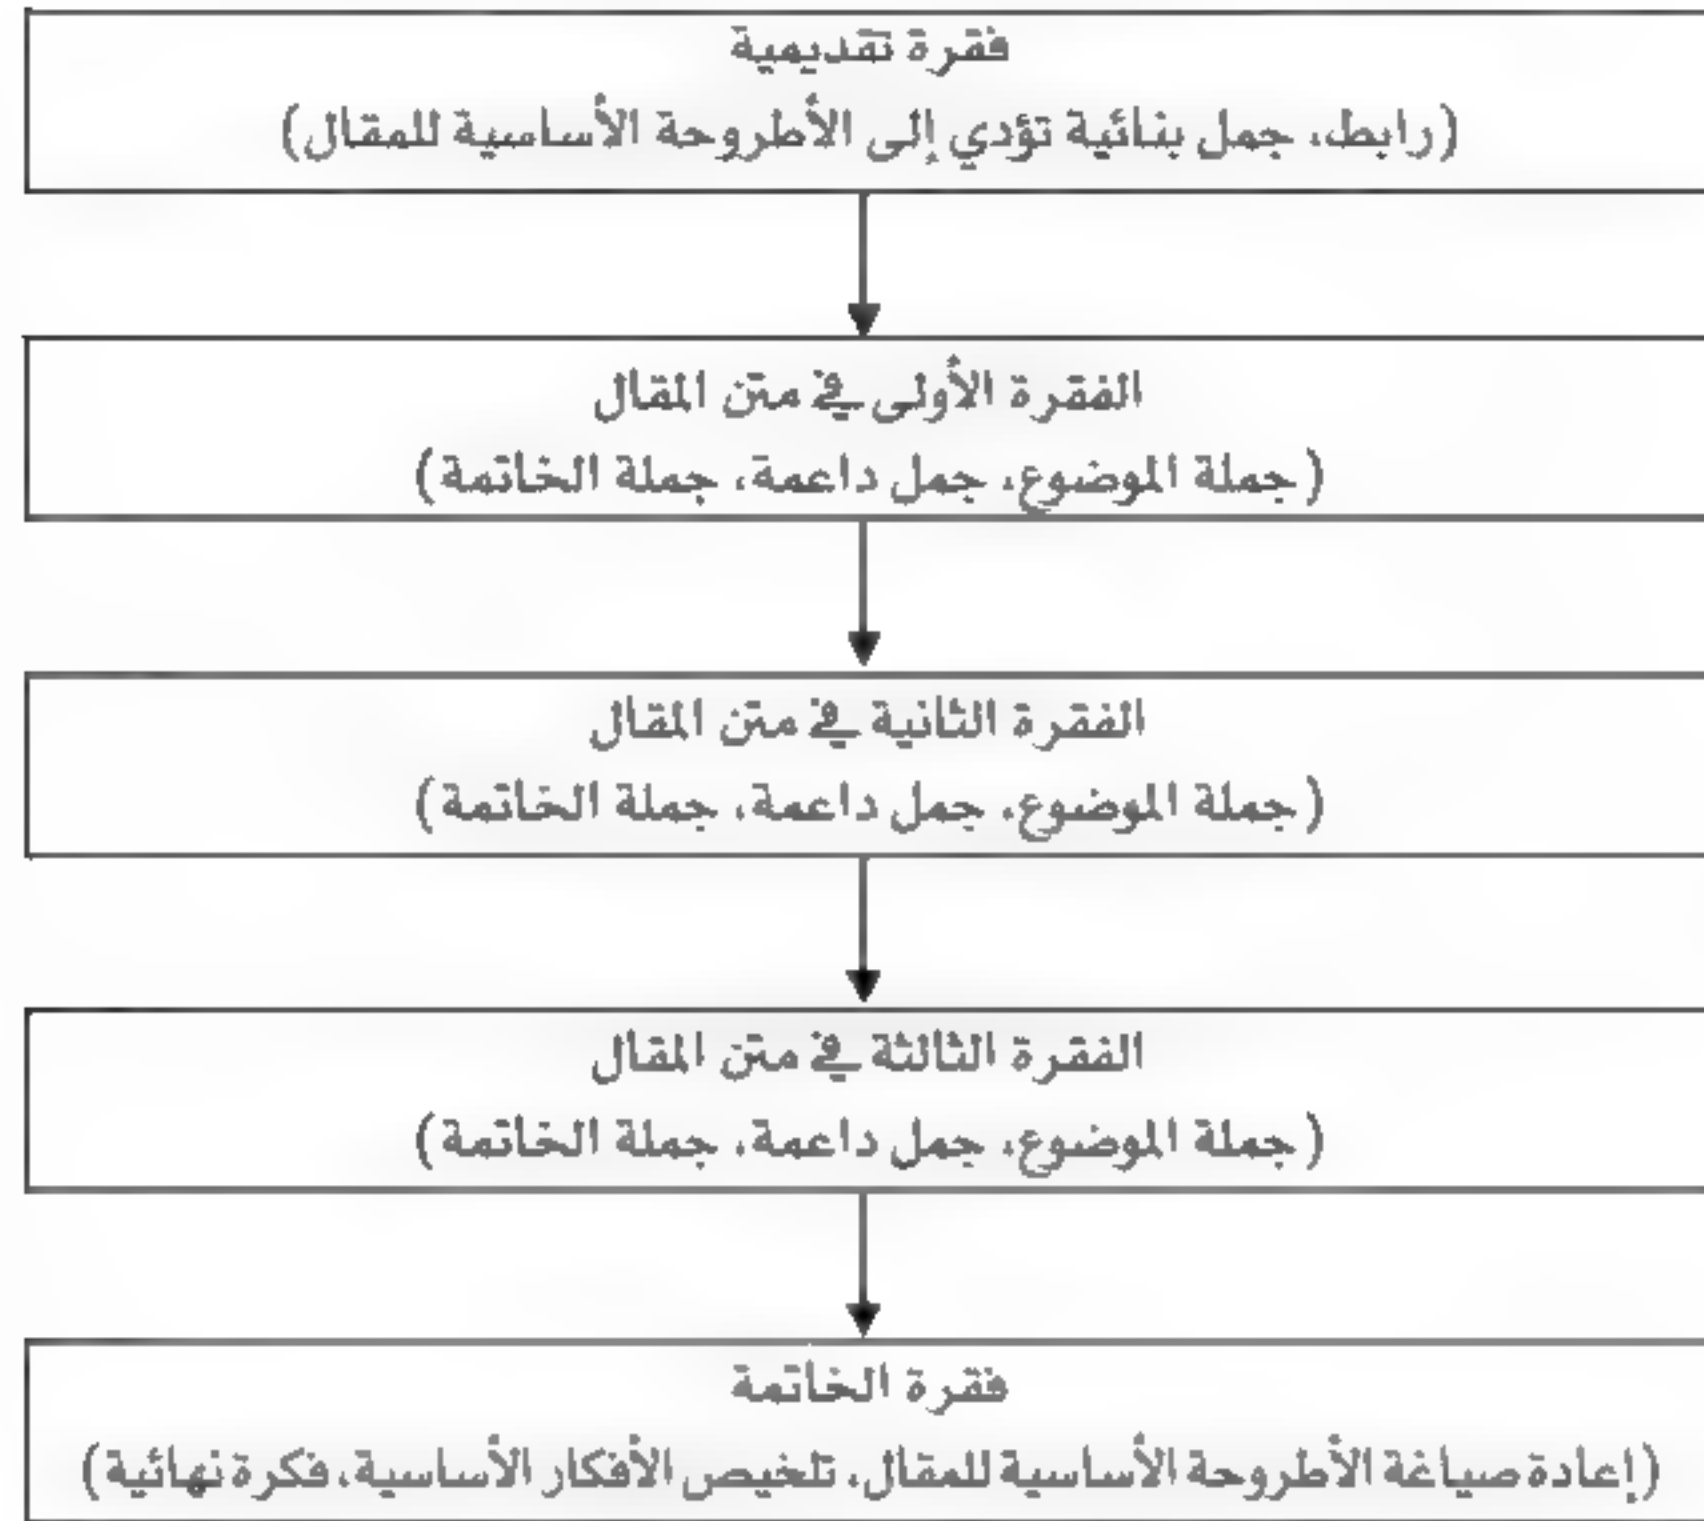 فقرة تقديمية
(رابط، جمل بنائية تؤدي إلى الأطروحة الأساسية للمقال)
الفقرة الأولى في متن المقال
(جملة الموضوع، جمل داعمة، جملة الخاتمة)
الفقرة الثانية في متن المقال
(جملة الموضوع، جمل داعمة، جملة الخاتمة)
الفقرة الثالثة في متن المقال
(جملة الموضوع، جمل داعمة، جملة الخاتمة)
فقرة الخاتمة
(إعادة صياغة الأطروحة الأساسية للمقال، تلخيص الأفكار الأساسية، فكرة نهائية)